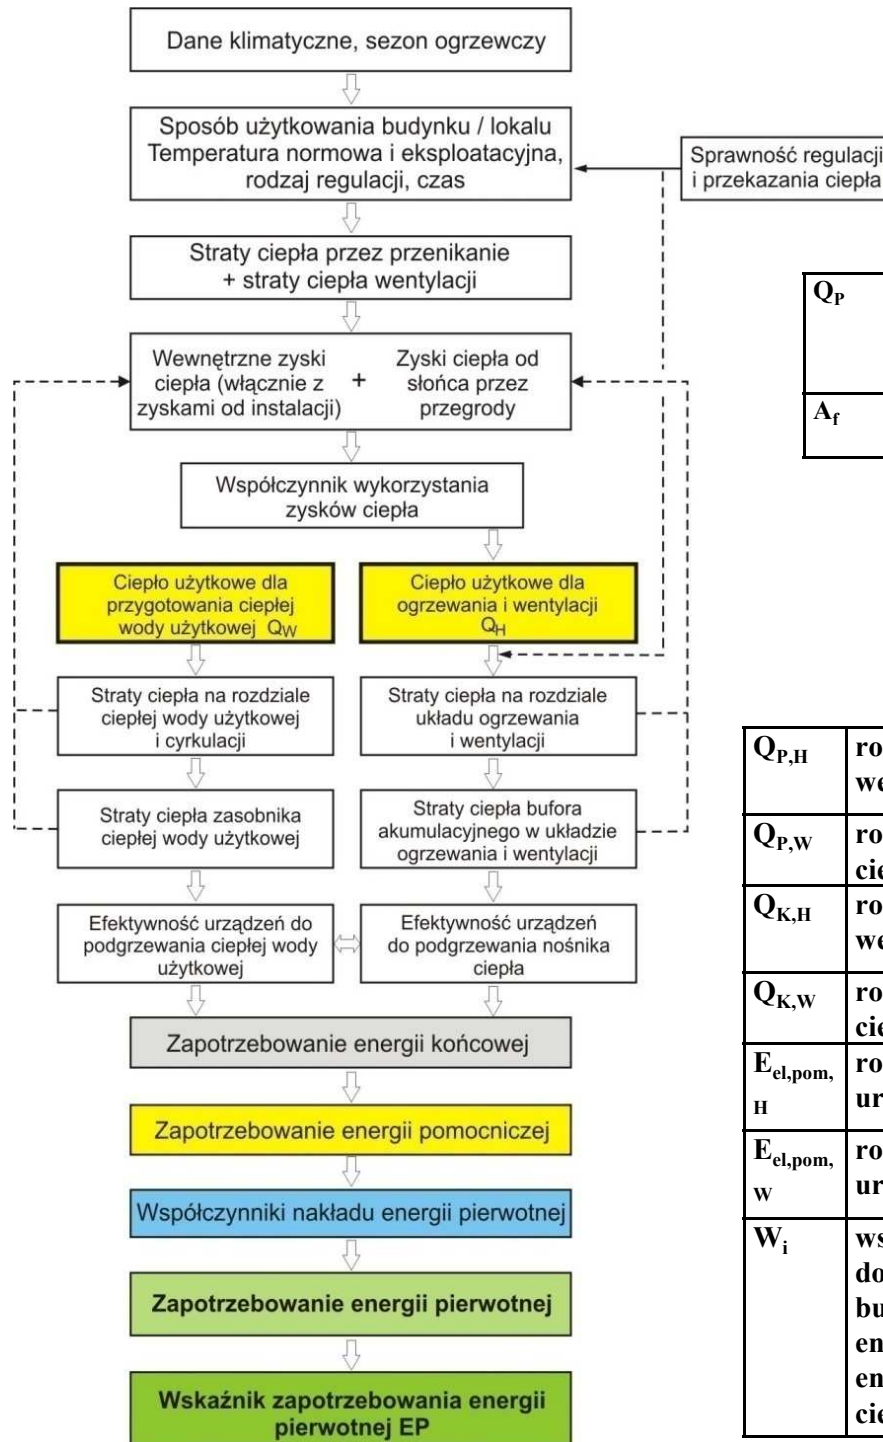 Dane klimatyczne, sezon ogrzewczy
Sposób użytkowania budynku / lokalu
Temperatura normowa i eksploatacyjna,
rodzaj regulacji, czas
Sprawność regulacji
i przekazania ciepła
Straty ciepła przez przenikanie
+ straty ciepła wentylacji
Wewnętrzne zyski
ciepła (włącznie z
zyskami od instalacji)
+
Zyski ciepła od
słońca przez
przegrody
Współczynnik wykorzystania
zysków ciepła
Ciepło użytkowe dla
przygotowania ciepłej
wody użytkowej QW
Ciepło użytkowe dla
ogrzewania i wentylacji
QH
Straty ciepła na rozdziale
ciepłej wody użytkowej
i cyrkulacji
Straty ciepła na rozdziale
układu ogrzewania
i wentylacji
Straty ciepła zasobnika
ciepłej wody użytkowej
Straty ciepła bufora
akumulacyjnego w układzie
ogrzewania i wentylacji
Efektywność urządzeń do
podgrzewania ciepłej wody
użytkowej
Efektywność urządzeń
do podgrzewania nośnika
ciepła
Zapotrzebowanie energii końcowej
Zapotrzebowanie energii pomocniczej
Współczynniki nakładu energii pierwotnej
Zapotrzebowanie energii pierwotnej
Wskaźnik zapotrzebowania energii
pierwotnej EP
QP
Af
QP,H
QP,W
QK,H
QK,W
Eel,pom,
H
Eel,pom,
W
Wi